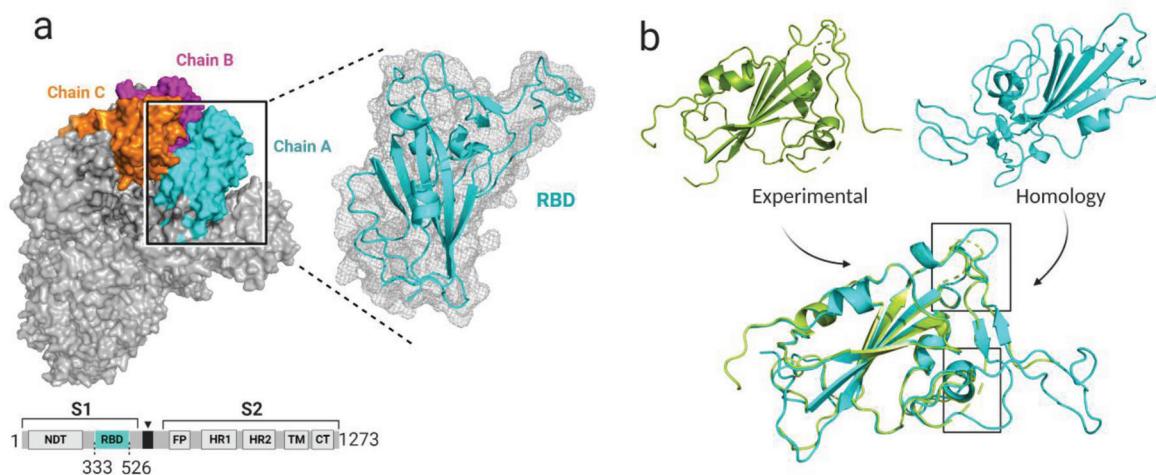 a
Chain B
Chain C
Chain A
RBD
S1
S2
1
NDT
RBD
FP
HR1
HR2
TM
CT
1273
333
526
b
Experimental
Homology